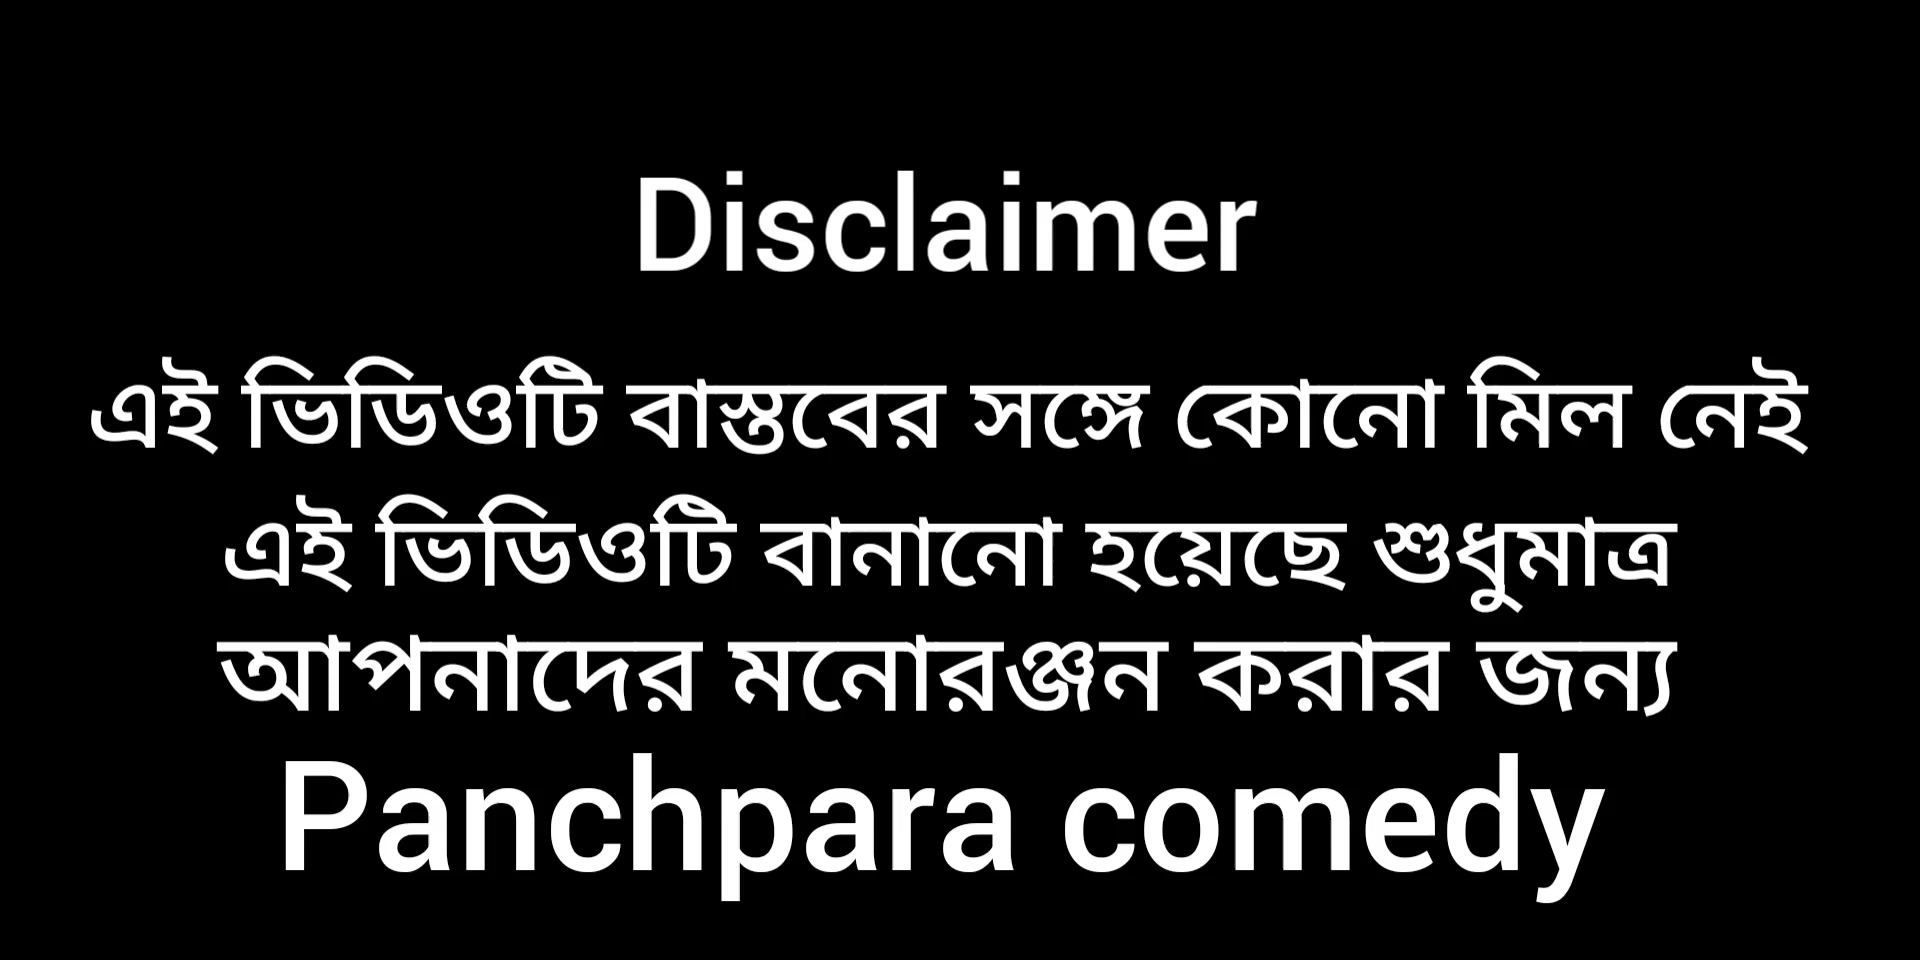 Disclaimer
এই ভিডিওটি বাস্তবের সঙ্গে কোনো মিল নেই
এই ভিডিওটি বানানো হয়েছে শুধুমাত্র
আপনাদের মনোরঞ্জন করার জন্য
Panchpara comedy